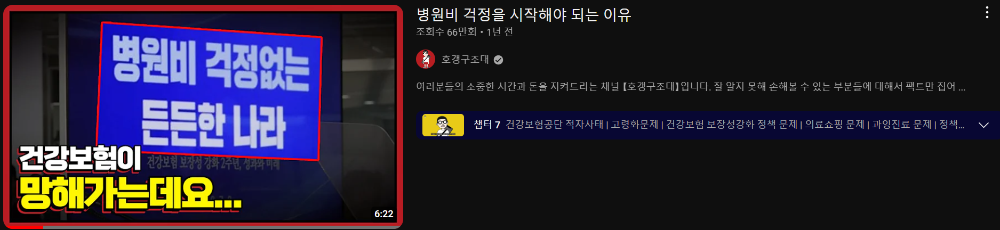 병원비 걱정없는
든든한 나라
건강보험 보장성 강화 2주년, 성과와 미래
건강보험이
망해가는데요...
6:22
병원비 걱정을 시작해야 되는 이유
조회수 66만회 • 1년 전
호갱구조대
여러분들의 소중한 시간과 돈을 지켜드리는 채널 【호갱구조대】입니다. 잘 알지 못해 손해볼 수 있는 부분들에 대해서 팩트만 집어 ...
챕터 7 건강보험공단 적자사태 | 고령화문제 | 건강보험 보장성강화 정책 문제 | 의료쇼핑 문제 | 과잉진료 문제 | 정책...